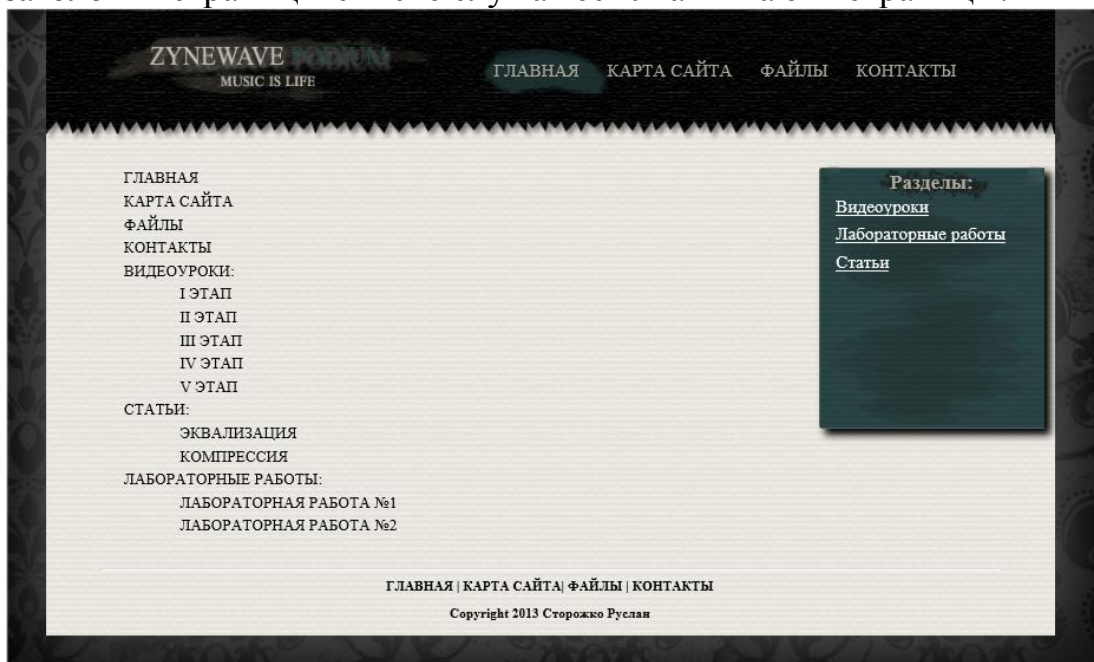 ZYNEWAVE PODIUM
MUSIC IS LIFE
ГЛАВНАЯ КАРТА САЙТА ФАЙЛЫ КОНТАКТЫ
ГЛАВНАЯ
КАРТА САЙТА
ФАЙЛЫ
КОНТАКТЫ
ВИДЕОУРОКИ:
I ЭТАП
II ЭТАП
III ЭТАП
IV ЭТАП
V ЭТАП
СТАТЬИ:
ЭКВАЛИЗАЦИЯ
КОМПРЕССИЯ
ЛАБОРАТОРНЫЕ РАБОТЫ:
ЛАБОРАТОРНАЯ РАБОТА №1
ЛАБОРАТОРНАЯ РАБОТА №2
Разделы:
Видеоуроки
Лабораторные работы
Статьи
ГЛАВНАЯ | КАРТА САЙТА| ФАЙЛЫ | КОНТАКТЫ
Copyright 2013 Сторожко Руслан